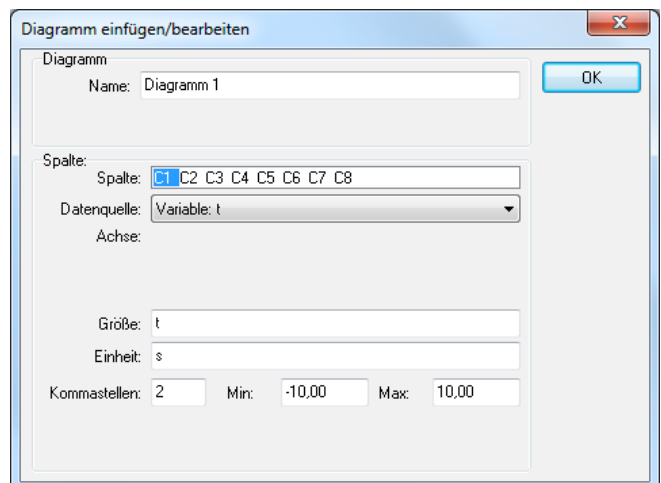 Diagramm einfügen/bearbeiten
Diagramm
OK
Name: Diagramm 1
Spalte:
Spalte: C1 C2 C3 C4 C5 C6 C7 C8
Datenquelle: Variable: t
Achse:
Größe: t
Einheit: s
Kommastellen: 2 Min: -10,00 Max: 10,00